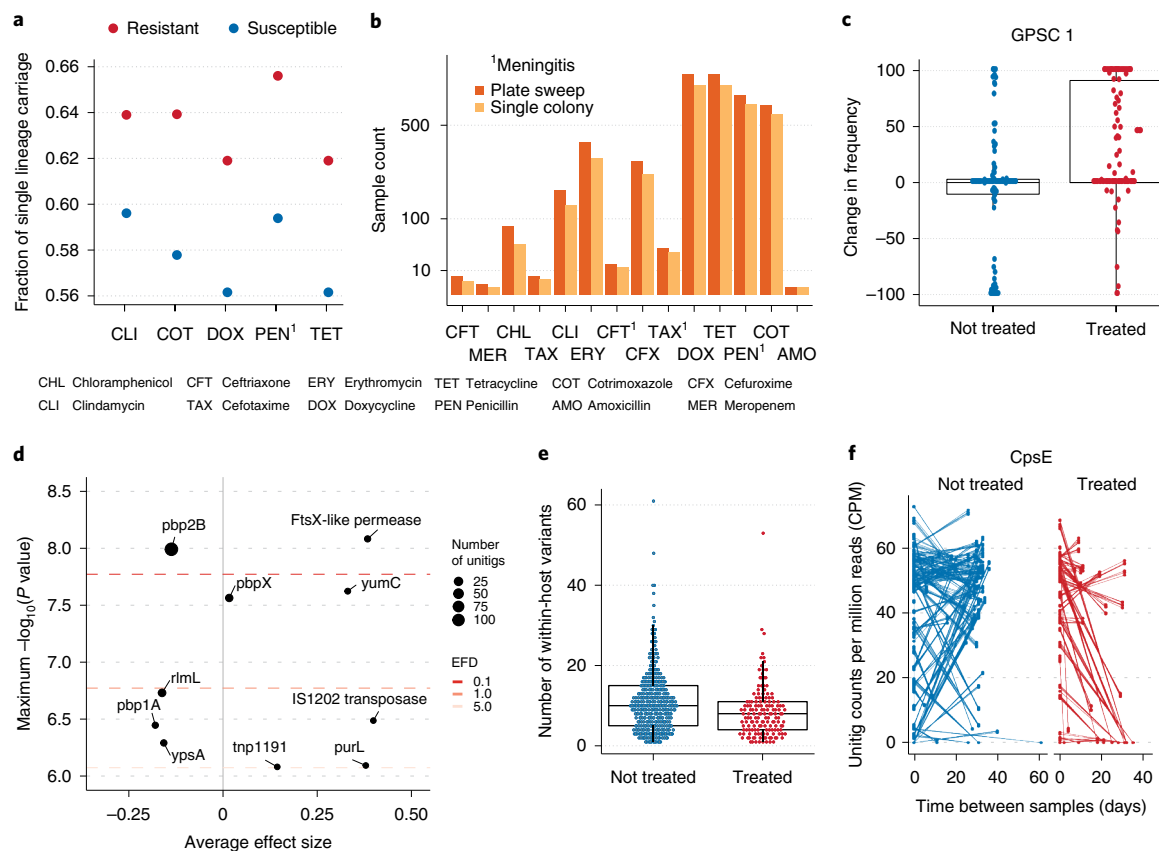 a
Resistant
Susceptible
Fraction of single lineage carriage
0.66
0.64
0.62
0.60
0.58
0.56
CLI
COT
DOX
PEN¹
TET
b
¹Meningitis
Plate sweep
Single colony
Sample count
500
100
10
CFT
MER
CHL
TAX
CLI
ERY
CFT¹
CFX
TAX¹
DOX
TET
PEN¹
COT
AMO
c
GPSC 1
Change in frequency
100
50
0
−50
−100
Not treated
Treated
CHL Chloramphenicol CFT Ceftriaxone ERY Erythromycin TET Tetracycline COT Cotrimoxazole CFX Cefuroxime
CLI Clindamycin TAX Cefotaxime DOX Doxycycline PEN Penicillin AMO Amoxicillin MER Meropenem
d
Maximum −log₁₀(P value)
8.5
8.0
7.5
7.0
6.5
6.0
pbp2B
FtsX-like permease
pbpX
yumC
rlmL
pbp1A
ypsA
IS1202 transposase
tnp1191
purL
−0.25
0
0.25
0.50
Average effect size
Number
of unitigs
25
50
75
100
EFD
0.1
1.0
5.0
e
Number of within-host variants
60
40
20
0
Not treated
Treated
f
CpsE
Not treated
Treated
Unitig counts per million reads (CPM)
60
40
20
0
0 20 40 60
0 20 40
Time between samples (days)